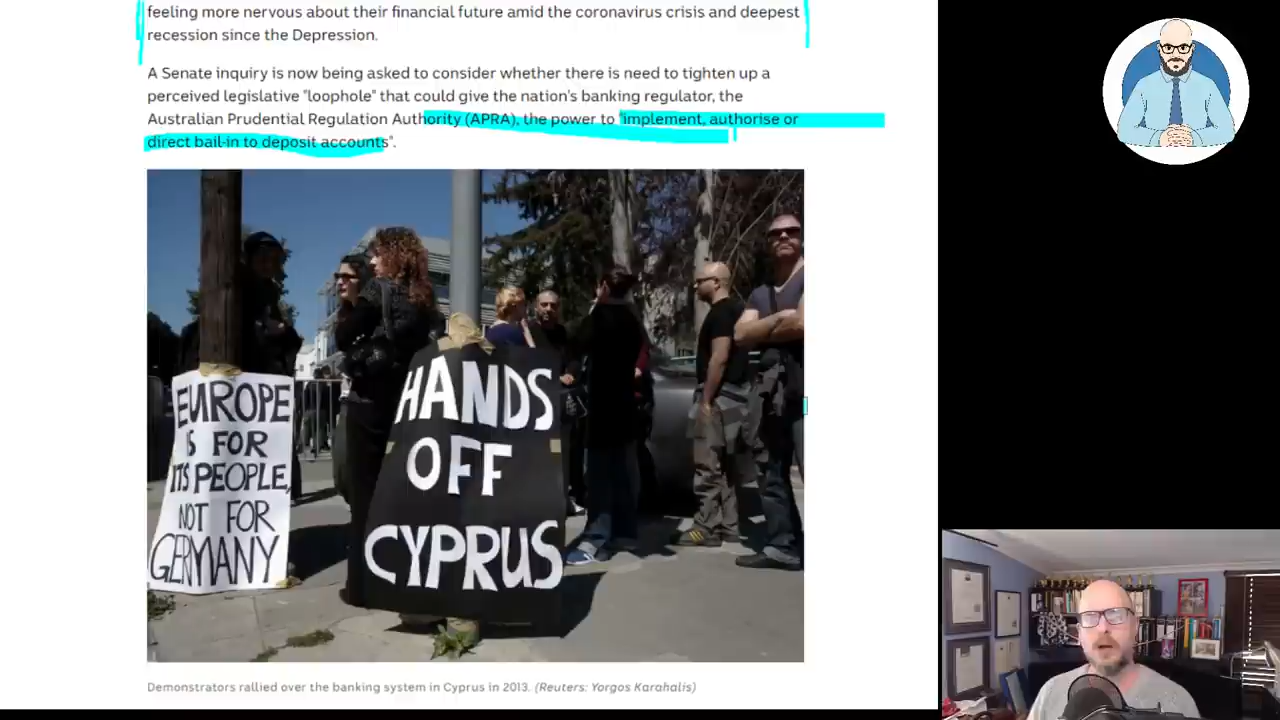 feeling more nervous about their financial future amid the coronavirus crisis and deepest
recession since the Depression.
A Senate inquiry is now being asked to consider whether there is need to tighten up a
perceived legislative "loophole" that could give the nation's banking regulator, the
Australian Prudential Regulation Authority (APRA), the power to "implement, authorise or
direct bail-in to deposit accounts".
EUROPE
IS FOR
ITS PEOPLE,
NOT FOR
GERMANY
HANDS
OFF
CYPRUS
Demonstrators rallied over the banking system in Cyprus in 2013. (Reuters: Yorgos Karahalis)